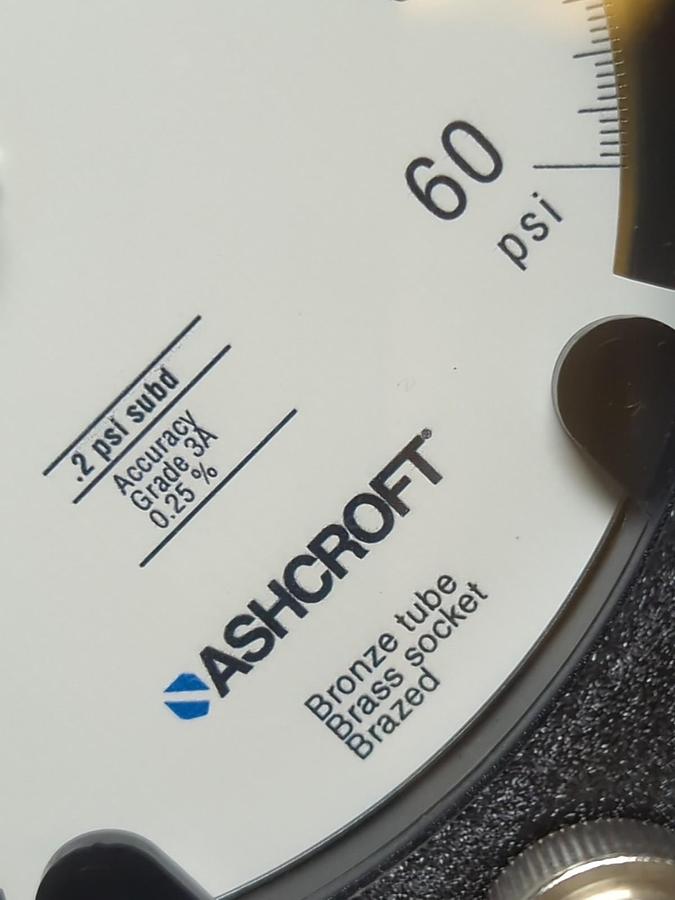 60
psi
.2 psi subd
Accuracy
Grade 3A
0.25 %
ASHCROFT®
Bronze tube
Brass socket
Brazed